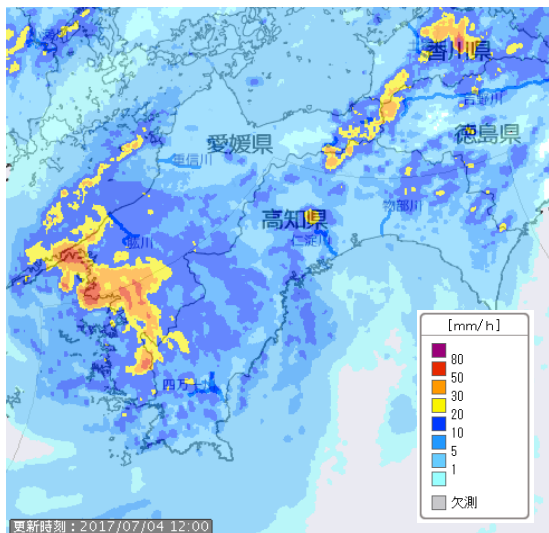 香川県
吉野川
徳島県
愛媛県
重信川
物部川
高知県
仁淀川
肱川
四万十
[mm/h]
80
50
30
20
10
5
1
欠測
更新時刻：2017/07/04 12:00